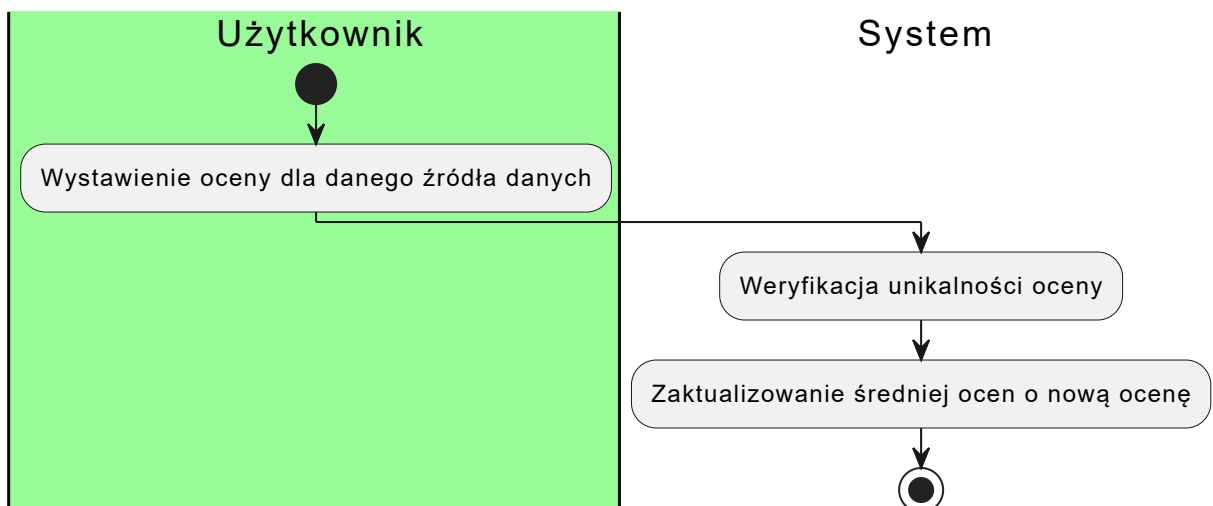 Użytkownik
System
Wystawienie oceny dla danego źródła danych
Weryfikacja unikalności oceny
Zaktualizowanie średniej ocen o nową ocenę